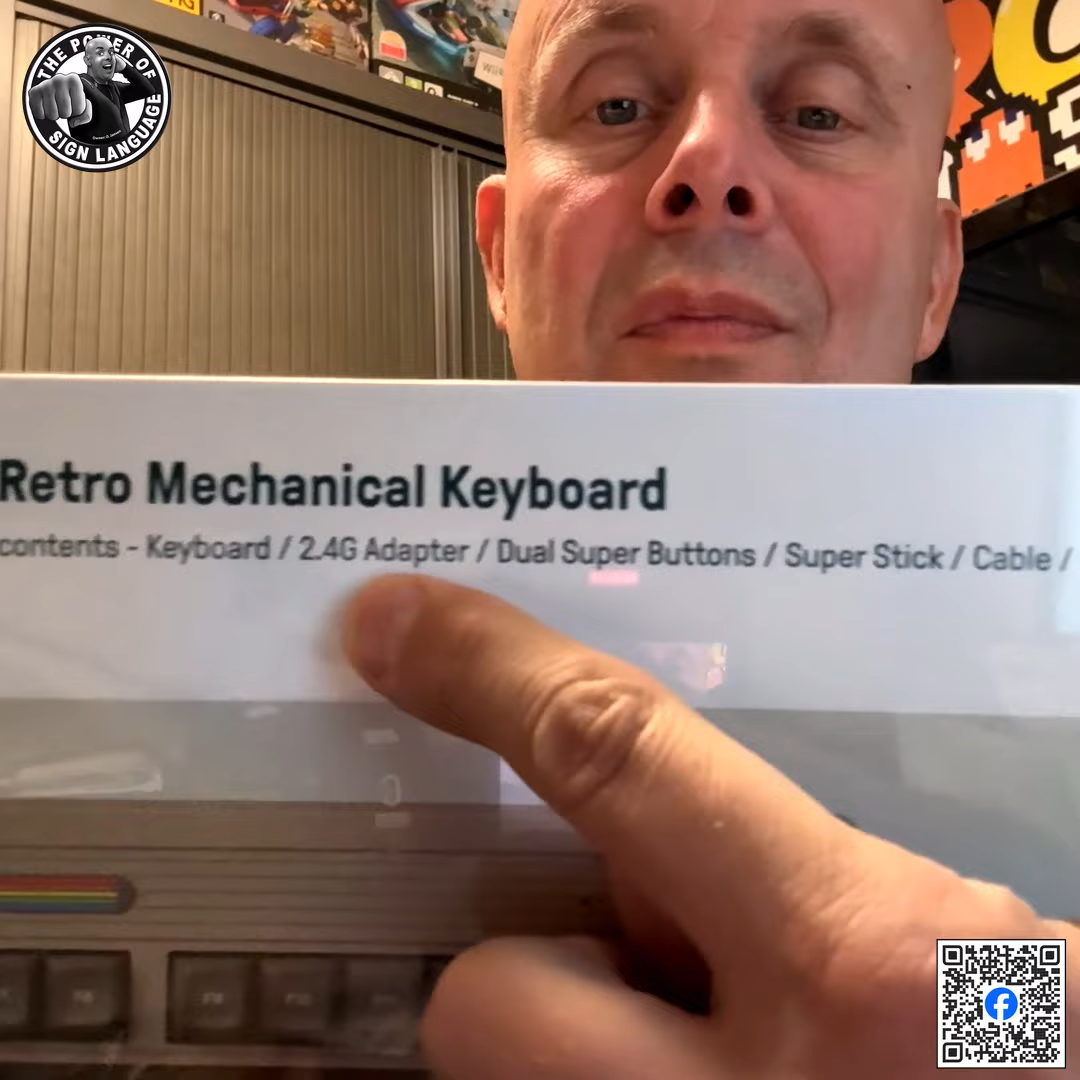 THE POWER OF
SIGN LANGUAGE
Retro Mechanical Keyboard
contents - Keyboard / 2.4G Adapter / Dual Super Buttons / Super Stick / Cable /